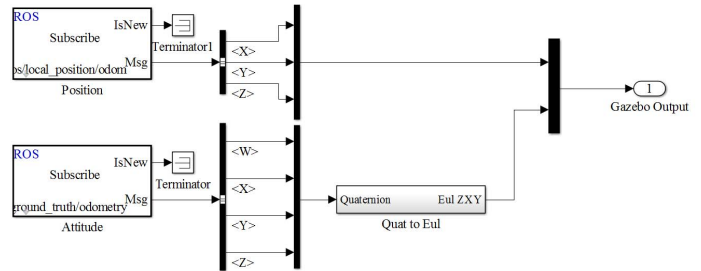 ROS
IsNew
Subscribe
Terminator1
Msg
os/local_position/odom
Position
<X>
<Y>
<Z>
1
Gazebo Output
ROS
IsNew
Subscribe
Terminator
Msg
ground_truth/odometry
Attitude
<W>
<X>
<Y>
<Z>
Quaternion
Eul ZXY
Quat to Eul